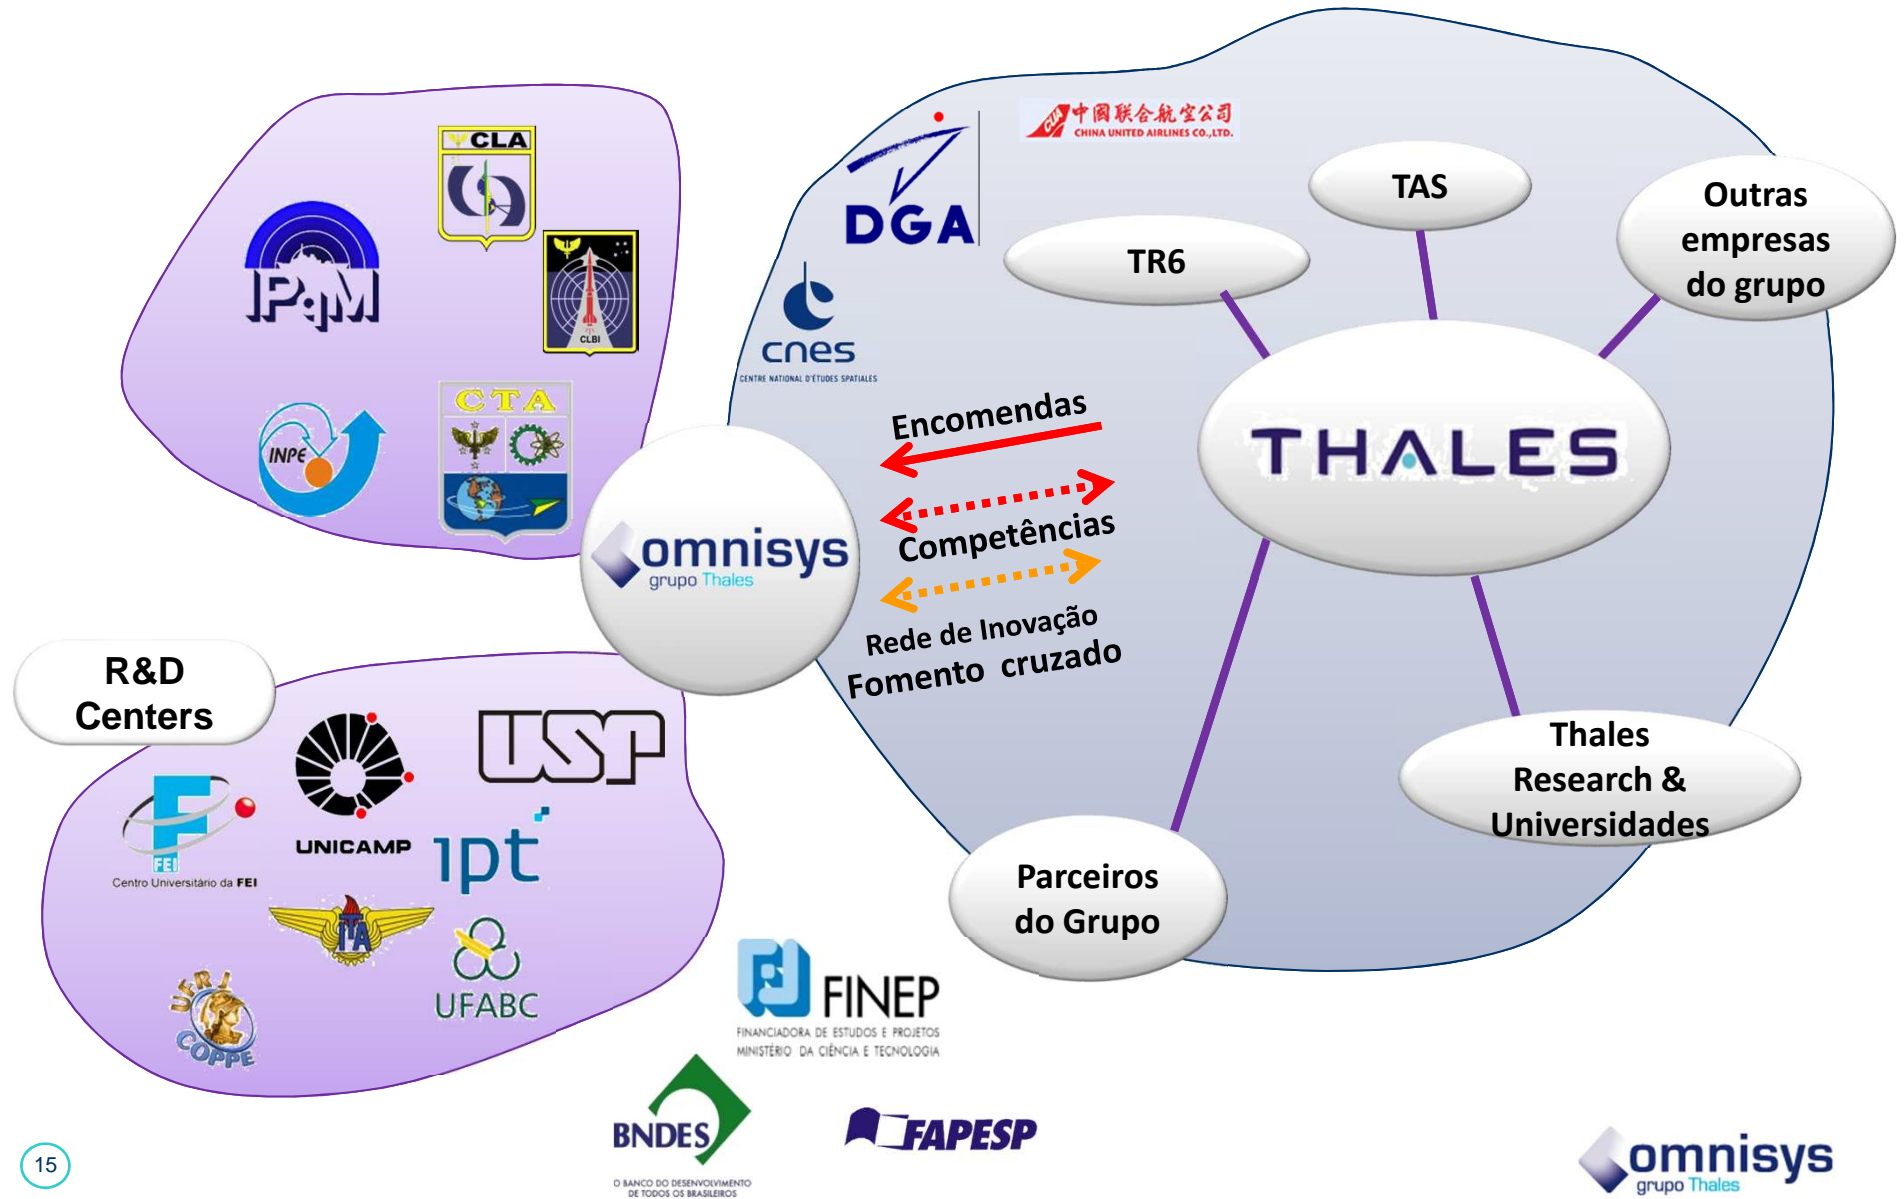 CLA
IPqM
CLBI
INPE
CTA
DGA
中國联合航空公司
CUA
CHINA UNITED AIRLINES CO.,LTD.
cnes
CENTRE NATIONAL D'ÉTUDES SPATIALES
TR6
TAS
Outras
empresas
do grupo
THALES
Encomendas
Competências
Rede de Inovação
Fomento cruzado
omnisys
grupo Thales
R&D
Centers
FEI
Centro Universitário da FEI
UNICAMP
USP
ipt
ITA
UFABC
UFRJ
COPPE
Parceiros
do Grupo
Thales
Research &
Universidades
FINEP
FINANCIADORA DE ESTUDOS E PROJETOS
MINISTÉRIO DA CIÊNCIA E TECNOLOGIA
BNDES
O BANCO DO DESENVOLVIMENTO
DE TODOS OS BRASILEIROS
FAPESP
15
omnisys
grupo Thales